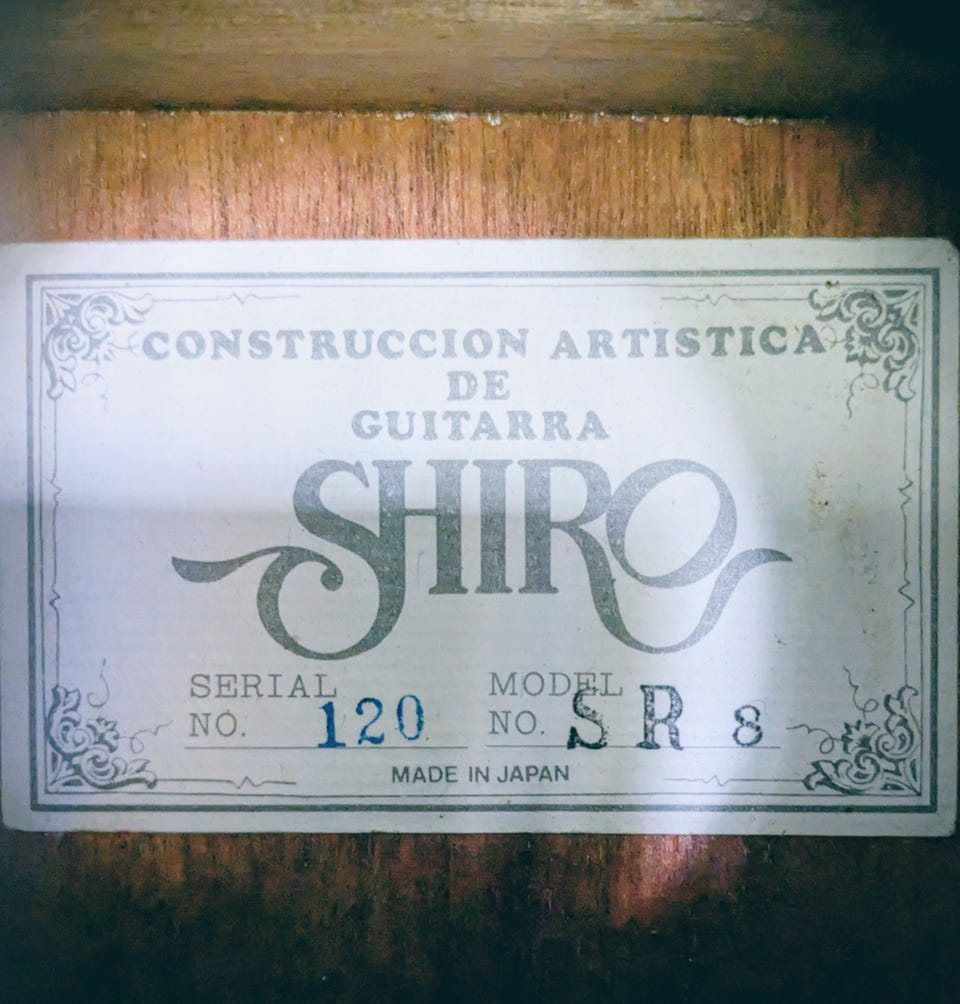 CONSTRUCCION ARTISTICA
DE
GUITARRA
SHIRO
SERIAL NO. 120
MODEL NO. SR 8
MADE IN JAPAN